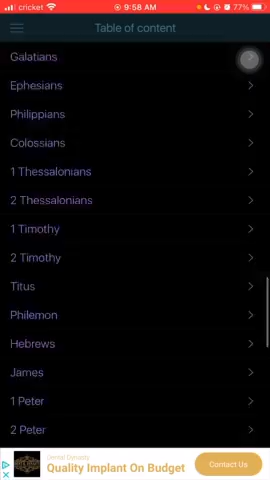 cricket 9:58 AM 77%
Table of content
Galatians
Ephesians
Philippians
Colossians
1 Thessalonians
2 Thessalonians
1 Timothy
2 Timothy
Titus
Philemon
Hebrews
James
1 Peter
2 Peter
Dental Dynasty
Quality Implant On Budget
Contact Us